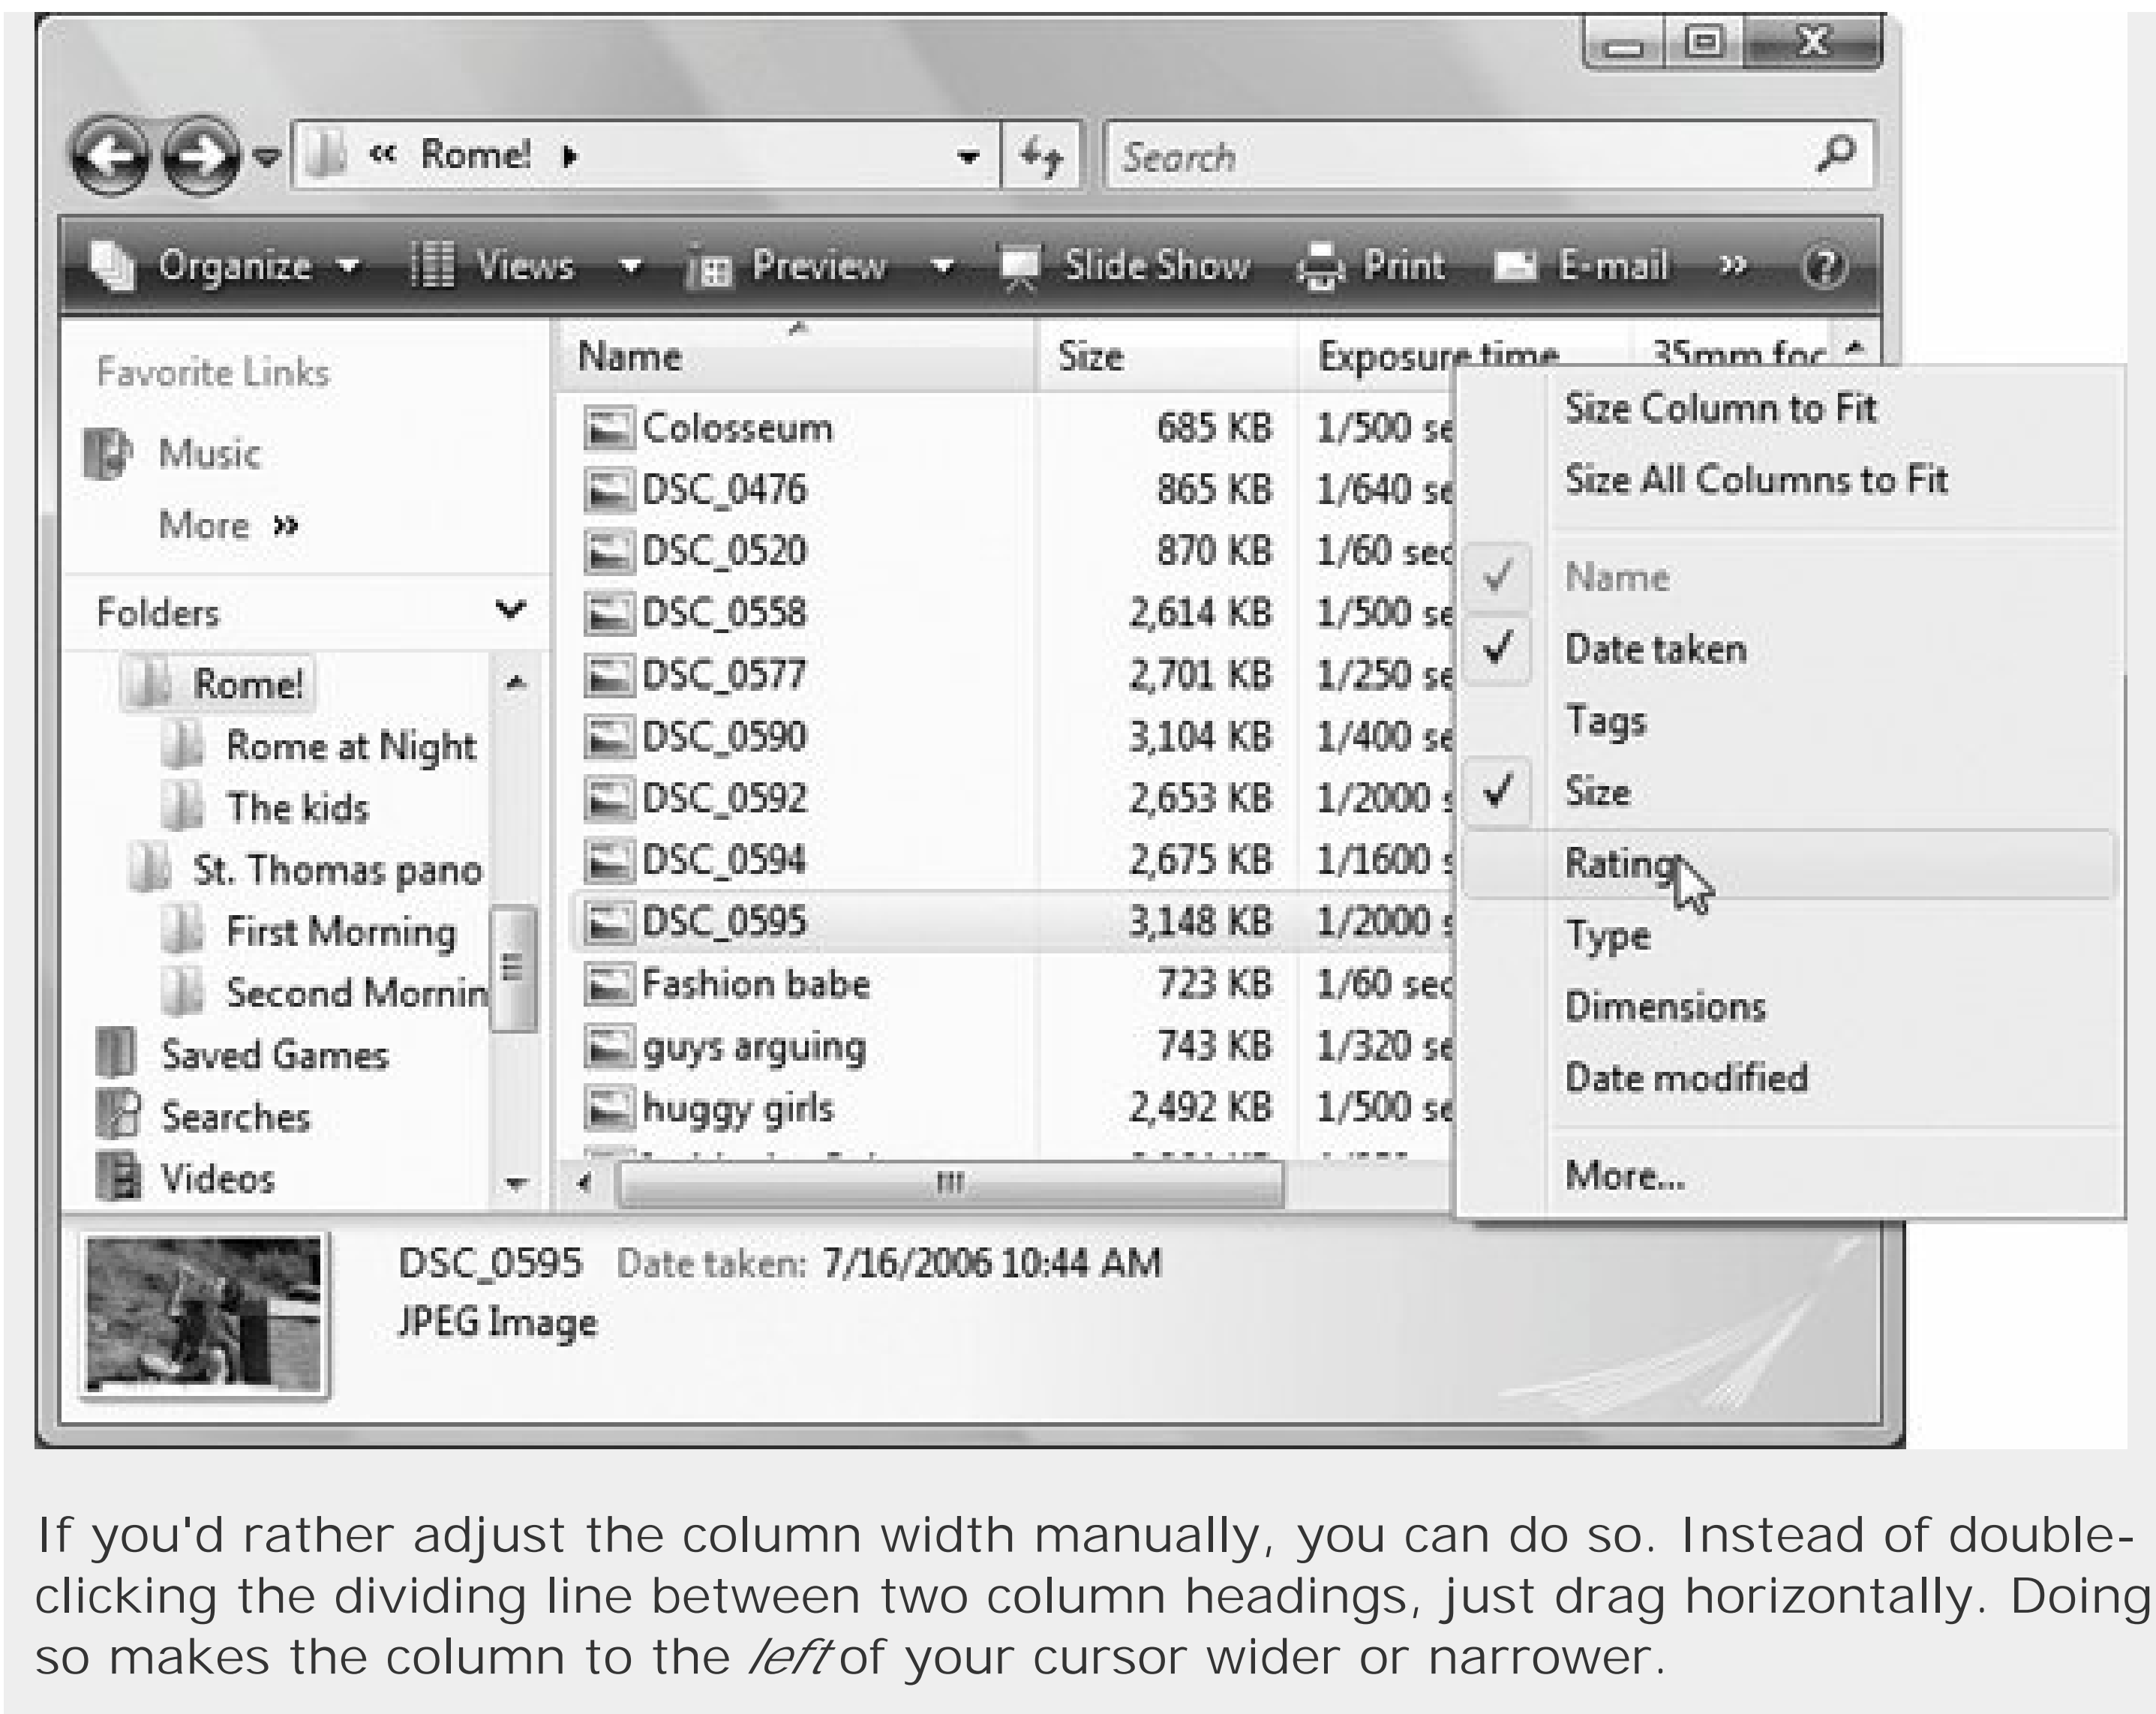 « Rome!
Search
Organize Views Preview Slide Show Print E-mail » ?
Favorite Links
Music
More »
Folders
Rome!
Rome at Night
The kids
St. Thomas pano
First Morning
Second Mornin
Saved Games
Searches
Videos
Name Size Exposure time 35mm foc
Colosseum 685 KB 1/500 se
DSC_0476 865 KB 1/640 se
DSC_0520 870 KB 1/60 sec
DSC_0558 2,614 KB 1/500 se
DSC_0577 2,701 KB 1/250 se
DSC_0590 3,104 KB 1/400 se
DSC_0592 2,653 KB 1/2000 s
DSC_0594 2,675 KB 1/1600 s
DSC_0595 3,148 KB 1/2000 s
Fashion babe 723 KB 1/60 sec
guys arguing 743 KB 1/320 se
huggy girls 2,492 KB 1/500 se
Size Column to Fit
Size All Columns to Fit
Name
Date taken
Tags
Size
Rating
Type
Dimensions
Date modified
More...
DSC_0595 Date taken: 7/16/2006 10:44 AM
JPEG Image
If you'd rather adjust the column width manually, you can do so. Instead of double-
clicking the dividing line between two column headings, just drag horizontally. Doing
so makes the column to the left of your cursor wider or narrower.